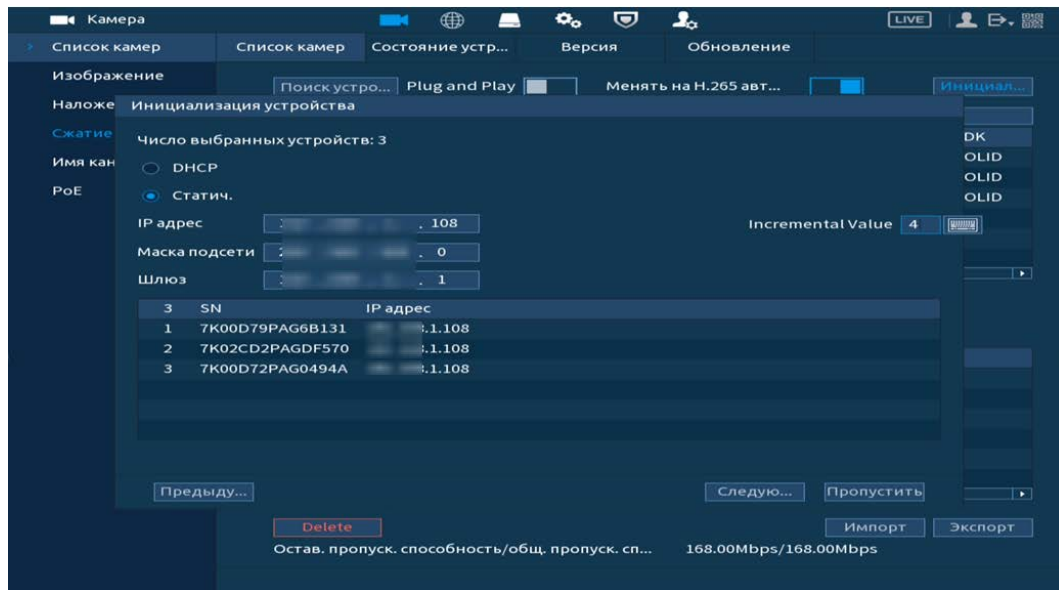 Камера LIVE
Список камер Список камер Состояние устр... Версия Обновление
Изображение
Поиск устро... Plug and Play Менять на H.265 авт... Инициал...
Наложе Инициализация устройства
Сжатие Число выбранных устройств: 3 DK
OLID
Имя кан DHCP
OLID
PoE Статич. OLID
IP адрес . 108 Incremental Value 4
Маска подсети . 0
Шлюз . 1
3 SN IP адрес
1 7K00D79PAG6B131 .1.108
2 7K02CD2PAGDF570 .1.108
3 7K00D72PAG0494A .1.108
Предыду... Следую... Пропустить
Delete Импорт Экспорт
Остав. пропуск. способность/общ. пропуск. сп... 168.00Mbps/168.00Mbps